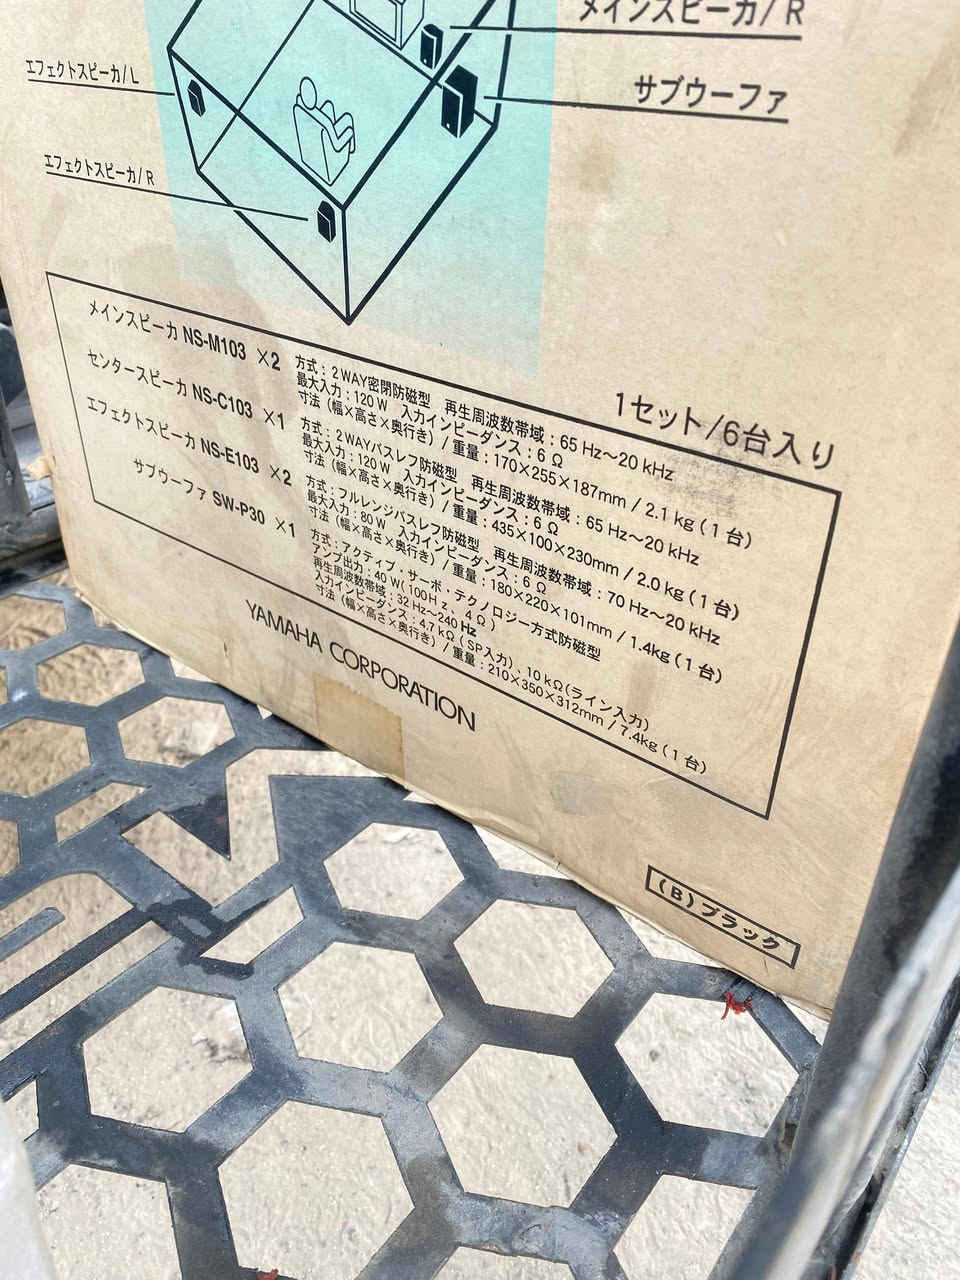 メインスピーカ/R
エフェクトスピーカ/L
サブウーファ
エフェクトスピーカ/R
1セット/6台入り
メインスピーカ NS-M103 ×2
方式：2WAY密閉防磁型 再生周波数帯域：65 Hz～20 kHz
最大入力：120W 入力インピーダンス：6 Ω
寸法（幅×高さ×奥行き）/重量：170×255×187mm / 2.1 kg（1 台）
センタースピーカ NS-C103 ×1
方式：2WAYバスレフ防磁型 再生周波数帯域：65 Hz～20 kHz
最大入力：120W 入力インピーダンス：6 Ω
寸法（幅×高さ×奥行き）/重量：435×100×230mm / 2.0 kg（1 台）
エフェクトスピーカ NS-E103 ×2
方式：フルレンジバスレフ防磁型 再生周波数帯域：70 Hz～20 kHz
最大入力：80W 入力インピーダンス：6 Ω
寸法（幅×高さ×奥行き）/重量：180×220×101mm / 1.4kg（1 台）
サブウーファ SW-P30 ×1
方式：アクティブ・サーボ・テクノロジー方式防磁型
アンプ出力：40 W（100Hz、4Ω）
再生周波数帯域：32 Hz～240 Hz
入力インピーダンス：4.7 kΩ（SP入力）、10 kΩ（ライン入力）
寸法（幅×高さ×奥行き）/重量：210×350×312mm / 7.4kg（1 台）
YAMAHA CORPORATION
（B）ブラック